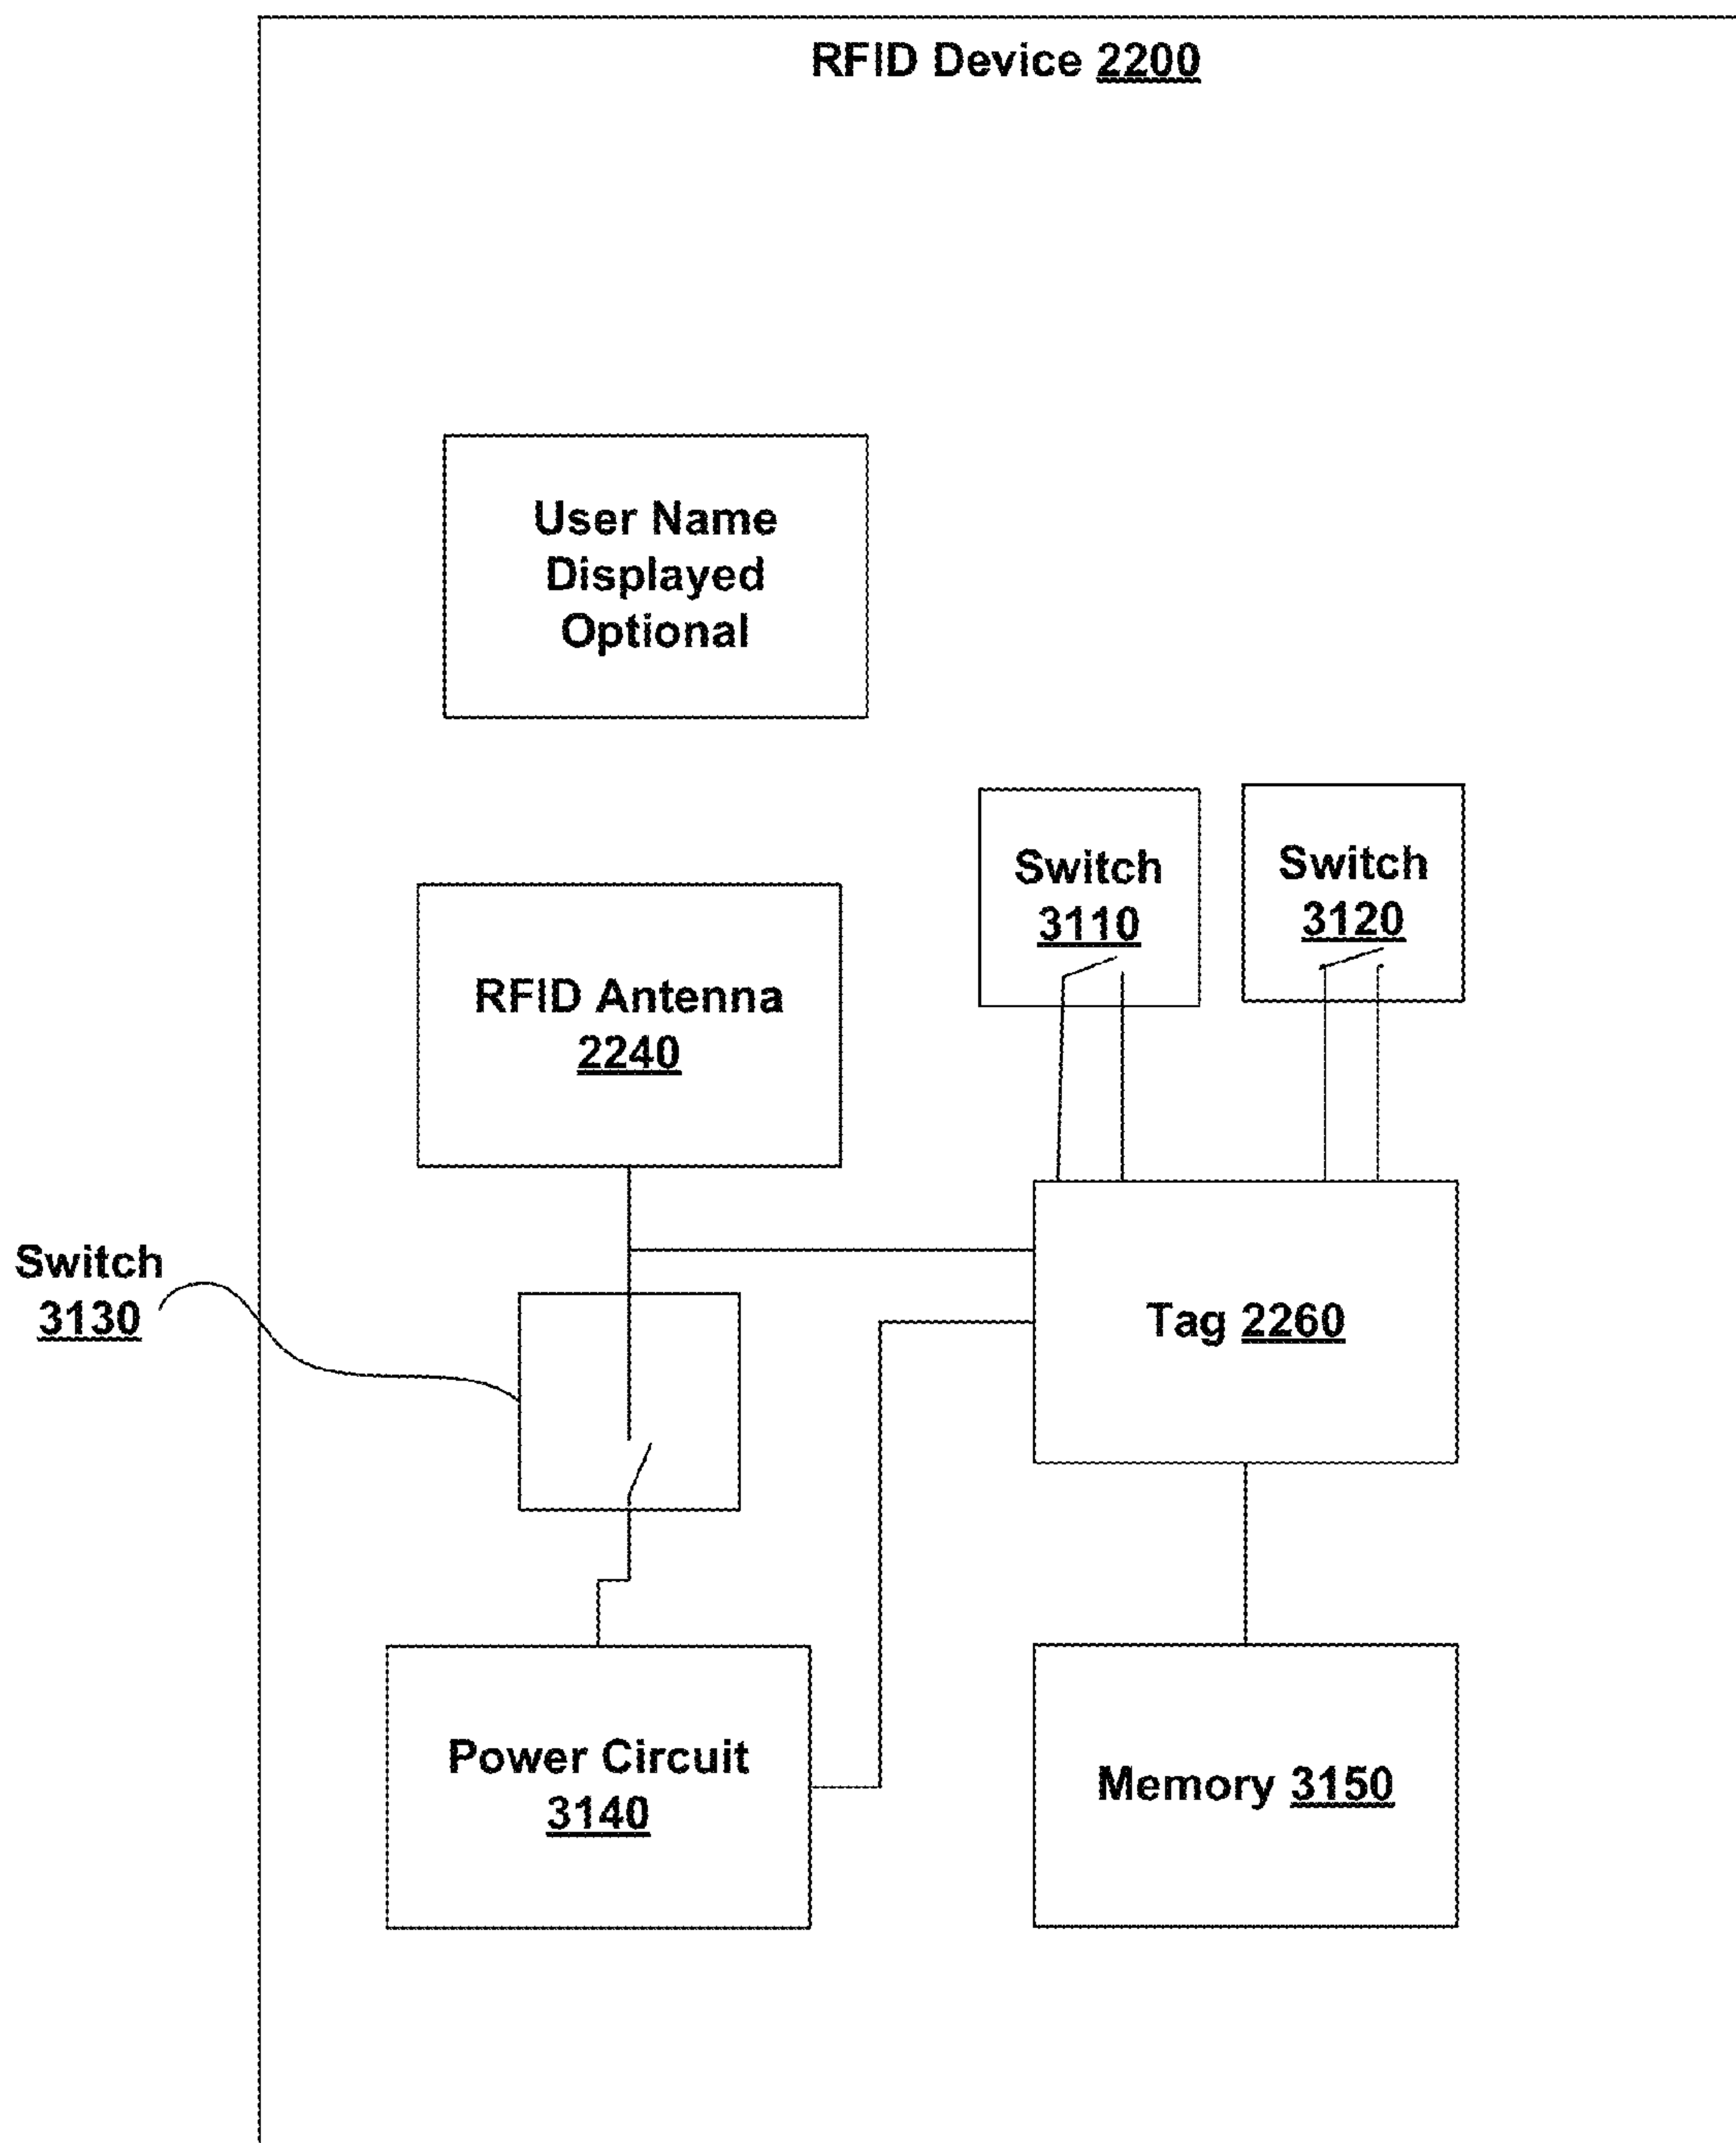 RFID Device 2200
User Name
Displayed
Optional
Switch
3110
Switch
3120
RFID Antenna
2240
Switch
3130
Tag 2260
Power Circuit
3140
Memory 3150